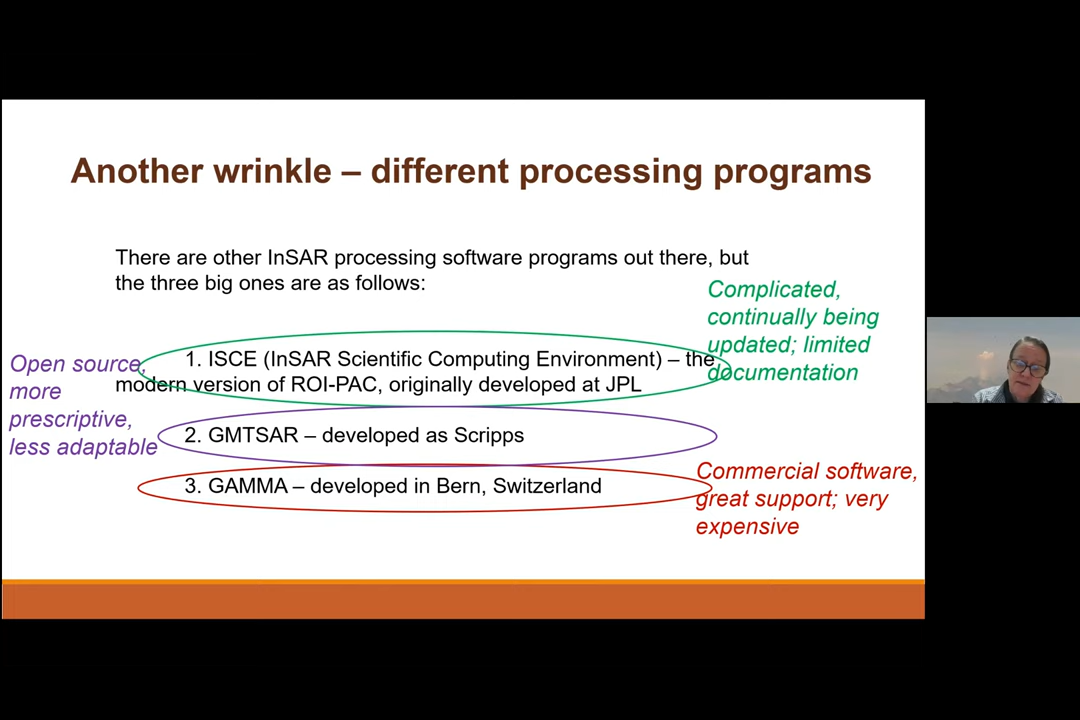 Another wrinkle – different processing programs
There are other InSAR processing software programs out there, but
the three big ones are as follows:
Complicated,
continually being
updated; limited
documentation
1. ISCE (InSAR Scientific Computing Environment) – the
modern version of ROI-PAC, originally developed at JPL
Open source,
more
prescriptive,
less adaptable
2. GMTSAR – developed as Scripps
3. GAMMA – developed in Bern, Switzerland
Commercial software,
great support; very
expensive